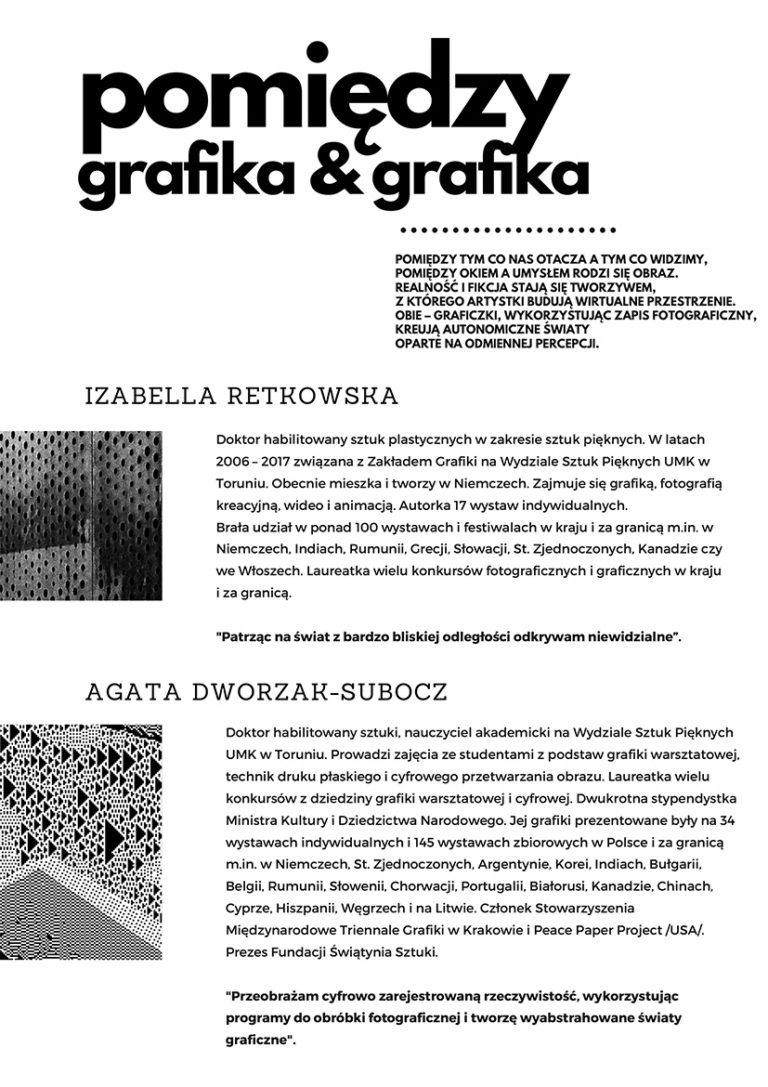 pomiędzy
grafika & grafika
POMIĘDZY TYM CO NAS OTACZA A TYM CO WIDZIMY,
POMIĘDZY OKIEM A UMYSŁEM RODZI SIĘ OBRAZ.
REALNOŚĆ I FIKCJA STAJĄ SIĘ TWORZYWEM,
Z KTÓREGO ARTYSTKI BUDUJĄ WIRTUALNE PRZESTRZENIE.
OBIE – GRAFICZKI, WYKORZYSTUJĄC ZAPIS FOTOGRAFICZNY,
KREUJĄ AUTONOMICZNE ŚWIATY
OPARTE NA ODMIENNEJ PERCEPCJI.
IZABELLA RETKOWSKA
Doktor habilitowany sztuk plastycznych w zakresie sztuk pięknych. W latach
2006 – 2017 związana z Zakładem Grafiki na Wydziale Sztuk Pięknych UMK w
Toruniu. Obecnie mieszka i tworzy w Niemczech. Zajmuje się grafiką, fotografią
kreacyjną, wideo i animacją. Autorka 17 wystaw indywidualnych.
Brała udział w ponad 100 wystawach i festiwalach w kraju i za granicą m.in. w
Niemczech, Indiach, Rumunii, Grecji, Słowacji, St. Zjednoczonych, Kanadzie czy
we Włoszech. Laureatka wielu konkursów fotograficznych i graficznych w kraju
i za granicą.
"Patrząc na świat z bardzo bliskiej odległości odkrywam niewidzialne”.
AGATA DWORZAK-SUBOCZ
Doktor habilitowany sztuki, nauczyciel akademicki na Wydziale Sztuk Pięknych
UMK w Toruniu. Prowadzi zajęcia ze studentami z podstaw grafiki warsztatowej,
technik druku płaskiego i cyfrowego przetwarzania obrazu. Laureatka wielu
konkursów z dziedziny grafiki warsztatowej i cyfrowej. Dwukrotna stypendystka
Ministra Kultury i Dziedzictwa Narodowego. Jej grafiki prezentowane były na 34
wystawach indywidualnych i 145 wystawach zbiorowych w Polsce i za granicą
m.in. w Niemczech, St. Zjednoczonych, Argentynie, Korei, Indiach, Bułgarii,
Belgii, Rumunii, Słowenii, Chorwacji, Portugalii, Białorusi, Kanadzie, Chinach,
Cyprze, Hiszpanii, Węgrzech i na Litwie. Członek Stowarzyszenia
Międzynarodowe Triennale Grafiki w Krakowie i Peace Paper Project /USA/.
Prezes Fundacji Świątynia Sztuki.
"Przeobrażam cyfrowo zarejestrowaną rzeczywistość, wykorzystując
programy do obróbki fotograficznej i tworzę wyabstrahowane światy
graficzne".